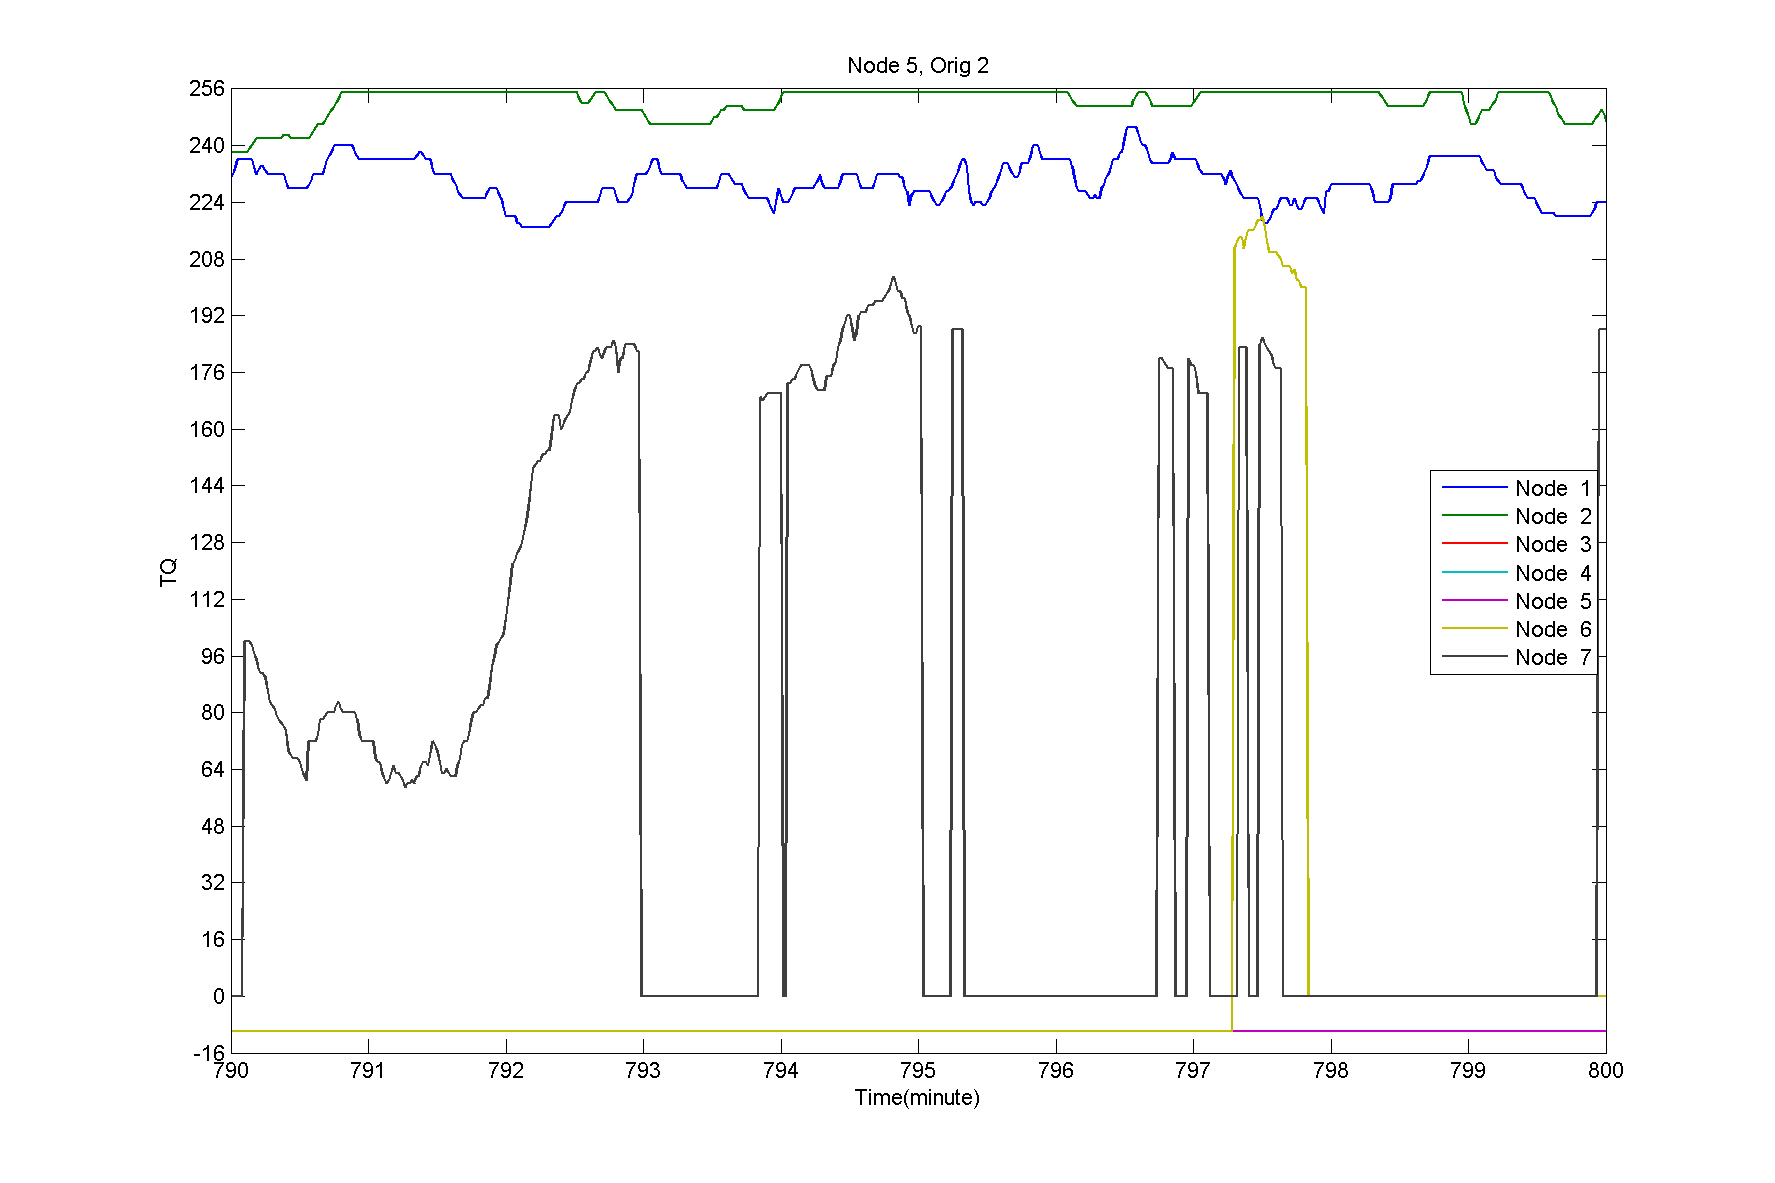 Node 5, Orig 2
256
240
224
208
192
176
160
144
128
112
96
80
64
48
32
16
0
-16
TQ
Node 1
Node 2
Node 3
Node 4
Node 5
Node 6
Node 7
790 791 792 793 794 795 796 797 798 799 800
Time(minute)